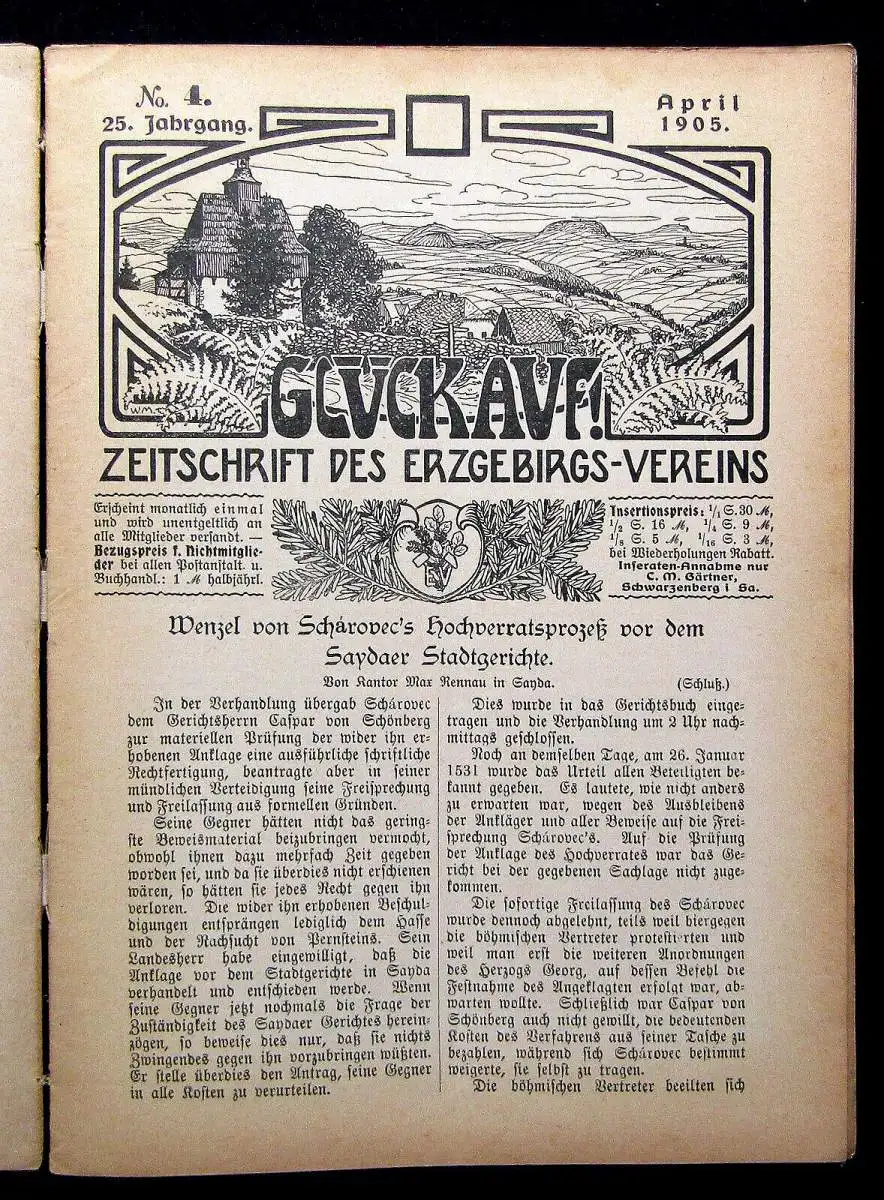 No. 4.
25. Jahrgang.
April
1905.
W.M.
GLÜCKAUF!
ZEITSCHRIFT DES ERZGEBIRGS-VEREINS
Erscheint monatlich einmal
und wird unentgeltlich an
alle Mitglieder versandt. —
Bezugspreis f. Nichtmitglie-
der bei allen Postanstalt. u.
Buchhandl.: 1 M halbjährl.
EV
Insertionspreis: 1/1 S. 30 M,
1/2 S. 16 M, 1/4 S. 9 M,
1/8 S. 5 M, 1/16 S. 3 M,
bei Wiederholungen Rabatt.
Inseraten-Annahme nur
C. M. Gärtner,
Schwarzenberg i Sa.
Wenzel von Schárovec's Hochverratsprozeß vor dem
Saydaer Stadtgerichte.
Von Kantor Max Rennau in Sayda. (Schluß.)
In der Verhandlung übergab Schárovec
dem Gerichtsherrn Caspar von Schönberg
zur materiellen Prüfung der wider ihn er-
hobenen Anklage eine ausführliche schriftliche
Rechtfertigung, beantragte aber in seiner
mündlichen Verteidigung seine Freisprechung
und Freilassung aus formellen Gründen.
Seine Gegner hätten nicht das gering-
ste Beweismaterial beizubringen vermocht,
obwohl ihnen dazu mehrfach Zeit gegeben
worden sei, und da sie überdies nicht erschienen
wären, so hätten sie jedes Recht gegen ihn
verloren. Die wider ihn erhobenen Beschul-
digungen entsprängen lediglich dem Hasse
und der Rachsucht von Pernsteins. Sein
Landesherr habe eingewilligt, daß die
Anklage vor dem Stadtgerichte in Sayda
verhandelt und entschieden werde. Wenn
seine Gegner jetzt nochmals die Frage der
Zuständigkeit des Saydaer Gerichtes herein-
zögen, so beweise dies nur, daß sie nichts
Zwingendes gegen ihn vorzubringen wüßten.
Er stelle überdies den Antrag, seine Gegner
in alle Kosten zu verurteilen.
Dies wurde in das Gerichtsbuch einge-
tragen und die Verhandlung um 2 Uhr nach-
mittags geschlossen.
Noch an demselben Tage, am 26. Januar
1531 wurde das Urteil allen Beteiligten be-
kannt gegeben. Es lautete, wie nicht anders
zu erwarten war, wegen des Ausbleibens
der Ankläger und aller Beweise auf die Frei-
sprechung Schárovec's. Auf die Prüfung
der Anklage des Hochverrates war das Ge-
richt bei der gegebenen Sachlage nicht zuge-
kommen.
Die sofortige Freilassung des Schárovec
wurde dennoch abgelehnt, teils weil hiergegen
die böhmischen Vertreter protestierten und
weil man erst die weiteren Anordnungen
des Herzogs Georg, auf dessen Befehl die
Festnahme des Angeklagten erfolgt war, ab-
warten wollte. Schließlich war Caspar von
Schönberg auch nicht gewillt, die bedeutenden
Kosten des Verfahrens aus seiner Tasche zu
bezahlen, während sich Schárovec bestimmt
weigerte, sie selbst zu tragen.
Die böhmischen Vertreter beeilten sich